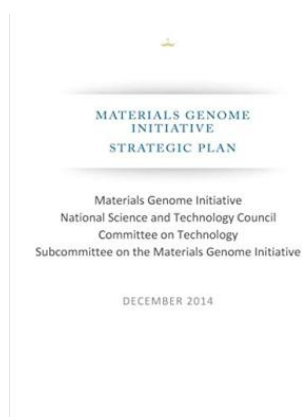 MATERIALS GENOME
INITIATIVE
STRATEGIC PLAN
Materials Genome Initiative
National Science and Technology Council
Committee on Technology
Subcommittee on the Materials Genome Initiative
DECEMBER 2014